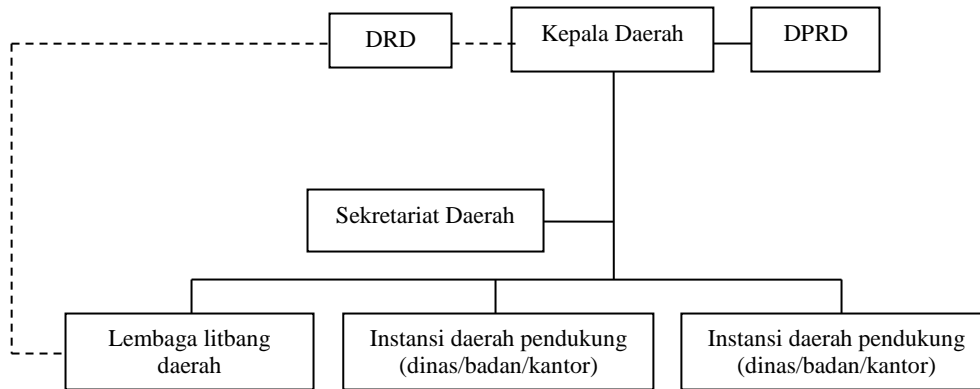 DRD
Kepala Daerah
DPRD
Sekretariat Daerah
Lembaga litbang
daerah
Instansi daerah pendukung
(dinas/badan/kantor)
Instansi daerah pendukung
(dinas/badan/kantor)